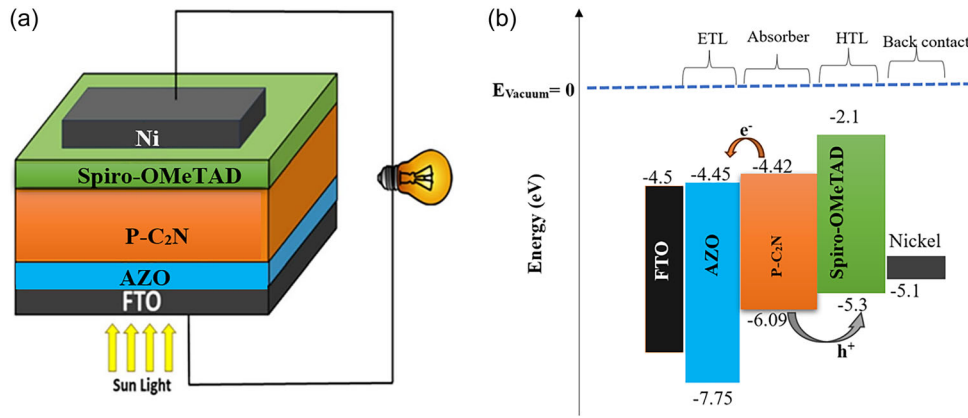 (a)
Ni
Spiro-OMeTAD
P-C₂N
AZO
FTO
Sun Light
(b)
ETL
Absorber
HTL
Back contact
E_Vacuum= 0
-2.1
e⁻
-4.5
-4.45
-4.42
Energy (eV)
FTO
AZO
P-C₂N
Spiro-OMeTAD
Nickel
-5.1
-5.3
-6.09
h⁺
-7.75